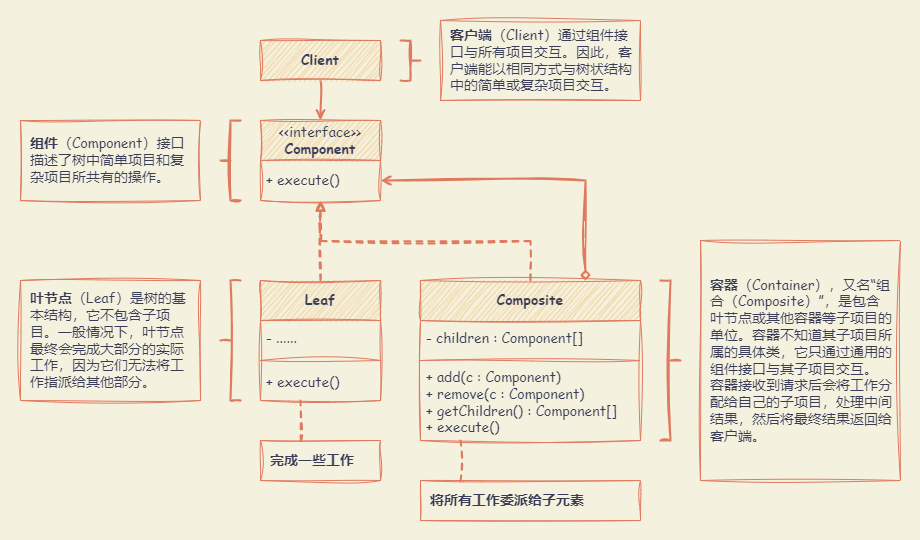 Client
客户端（Client）通过组件接
口与所有项目交互。因此，客
户端能以相同方式与树状结构
中的简单或复杂项目交互。
组件（Component）接口
描述了树中简单项目和复
杂项目所共有的操作。
<<interface>>
Component
+ execute()
叶节点（Leaf）是树的基
本结构，它不包含子项
目。一般情况下，叶节点
最终会完成大部分的实际
工作，因为它们无法将工
作指派给其他部分。
Leaf
- ......
+ execute()
完成一些工作
Composite
- children : Component[]
+ add(c : Component)
+ remove(c : Component)
+ getChildren() : Component[]
+ execute()
将所有工作委派给子元素
容器（Container），又名“组
合（Composite）”，是包含
叶节点或其他容器等子项目的
单位。容器不知道其子项目所
属的具体类，它只通过通用的
组件接口与其子项目交互。
容器接收到请求后会将工作分
配给自己的子项目，处理中间
结果，然后将最终结果返回给
客户端。